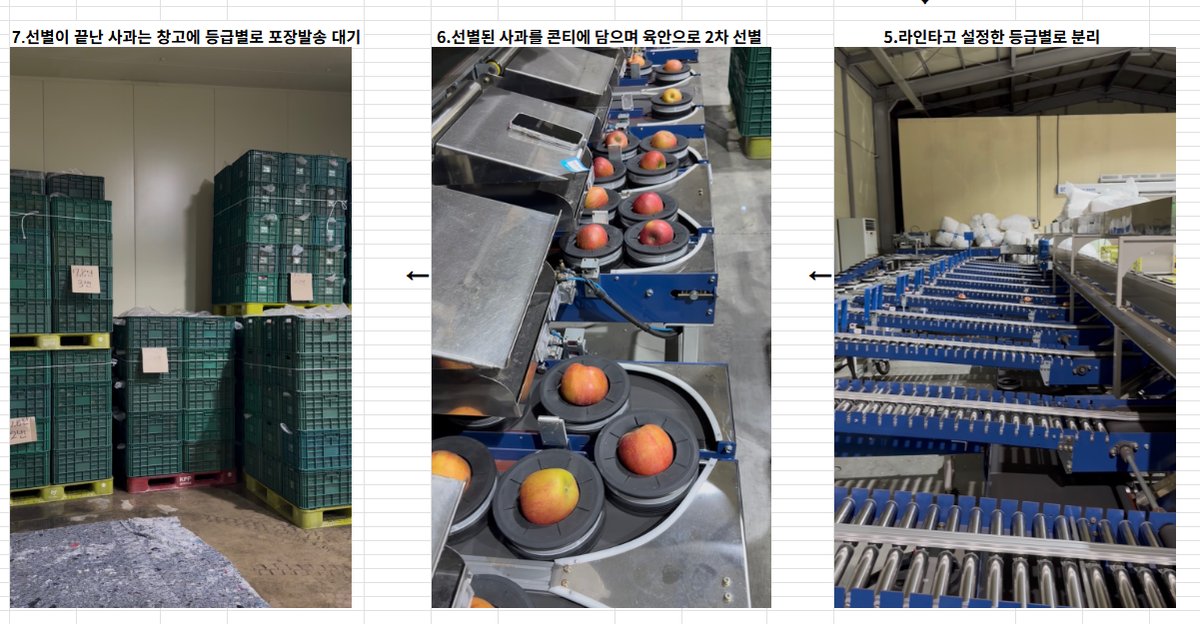 7.선별이 끝난 사과는 창고에 등급별로 포장발송 대기
6.선별된 사과를 콘티에 담으며 육안으로 2차 선별
5.라인타고 설정한 등급별로 분리
←
←
KPP